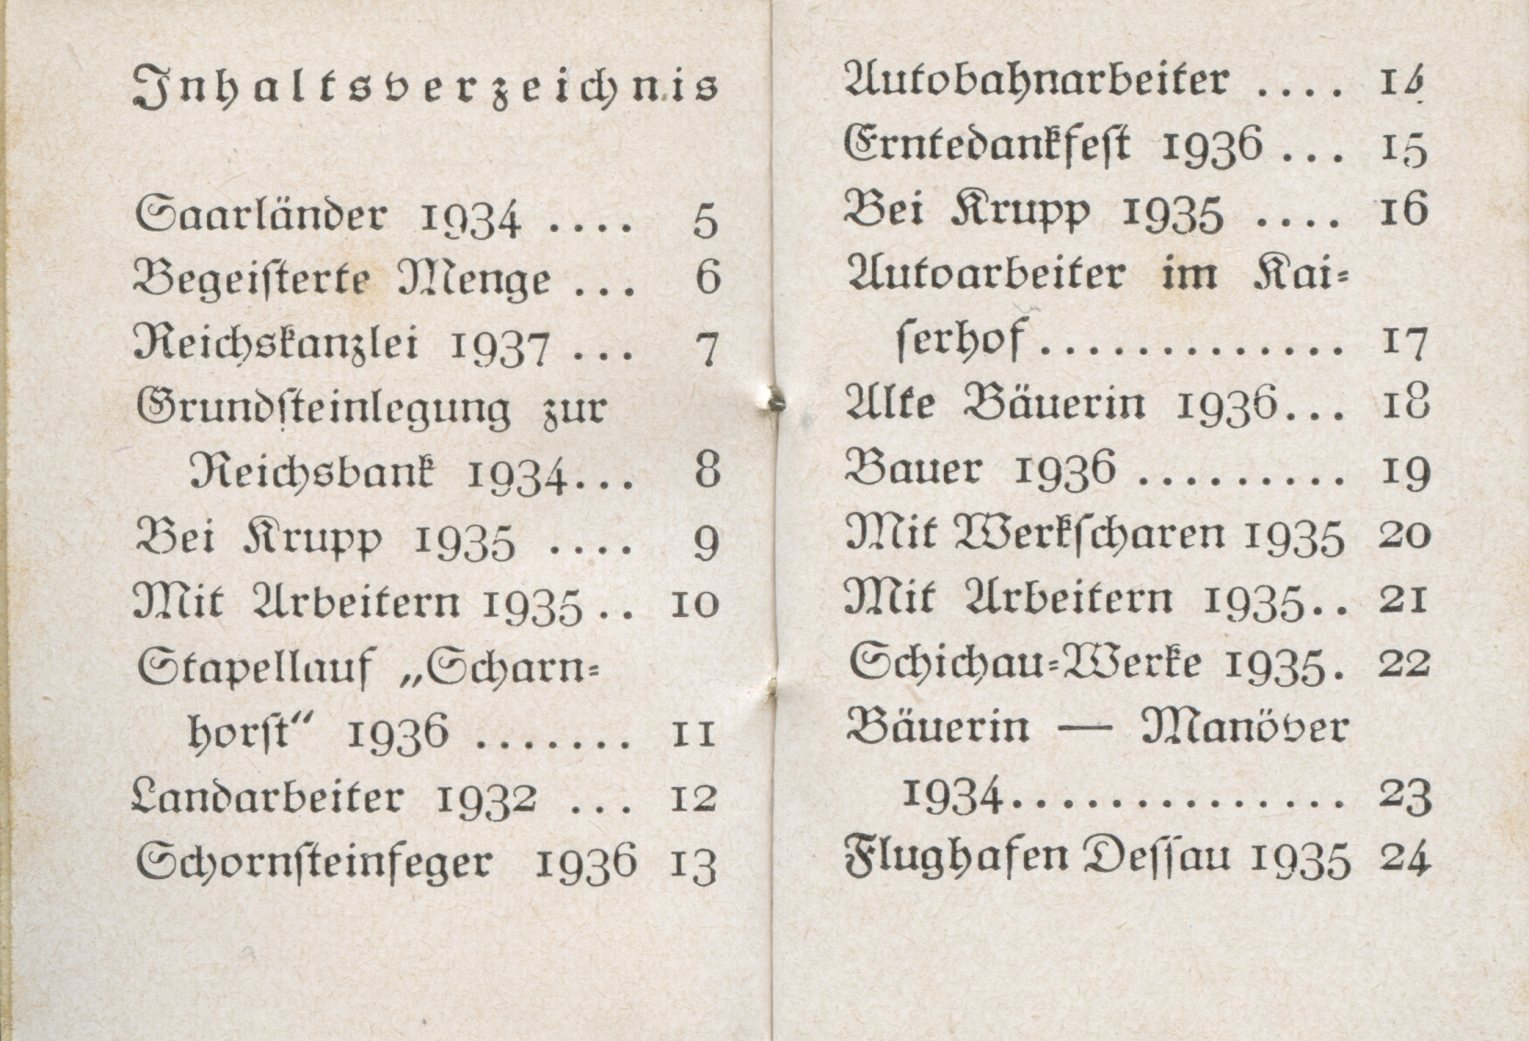 Inhaltsverzeichnis
Saarländer 1934 .... 5
Begeisterte Menge ... 6
Reichskanzlei 1937 ... 7
Grundsteinlegung zur
Reichsbank 1934... 8
Bei Krupp 1935 .... 9
Mit Arbeitern 1935 .. 10
Stapellauf „Scharn-
horst“ 1936 ....... 11
Landarbeiter 1932 ... 12
Schornsteinfeger 1936 13
Autobahnarbeiter .... 14
Erntedankfest 1936 ... 15
Bei Krupp 1935 .... 16
Autoarbeiter im Kai-
serhof............. 17
Alte Bäuerin 1936... 18
Bauer 1936 ......... 19
Mit Werkscharen 1935 20
Mit Arbeitern 1935.. 21
Schichau-Werke 1935. 22
Bäuerin — Manöver
1934.............. 23
Flughafen Dessau 1935 24